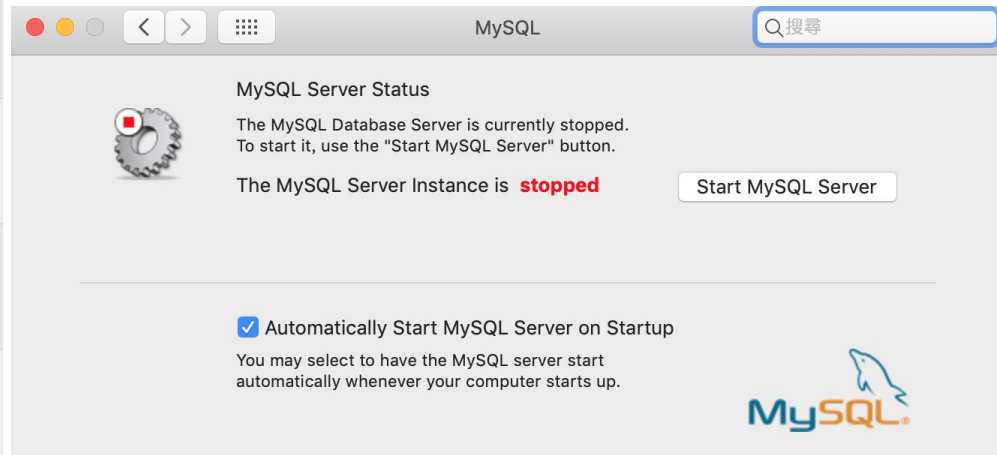 MySQL
搜尋
MySQL Server Status
The MySQL Database Server is currently stopped.
To start it, use the "Start MySQL Server" button.
The MySQL Server Instance is stopped
Start MySQL Server
Automatically Start MySQL Server on Startup
You may select to have the MySQL server start
automatically whenever your computer starts up.
MySQL®